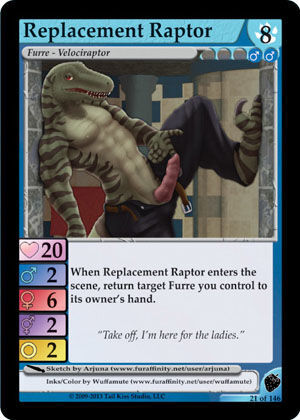 Replacement Raptor
8
Furre - Velociraptor
20
2
When Replacement Raptor enters the
scene, return target Furre you control to
its owner's hand.
6
2
"Take off, I'm here for the ladies."
2
Sketch by Arjuna (www.furaffinity.net/user/arjuna)
Inks/Color by Wuffamute (www.furaffinity.net/user/wuffamute)
© 2009-2013 Tail Kiss Studio, LLC
21 of 146